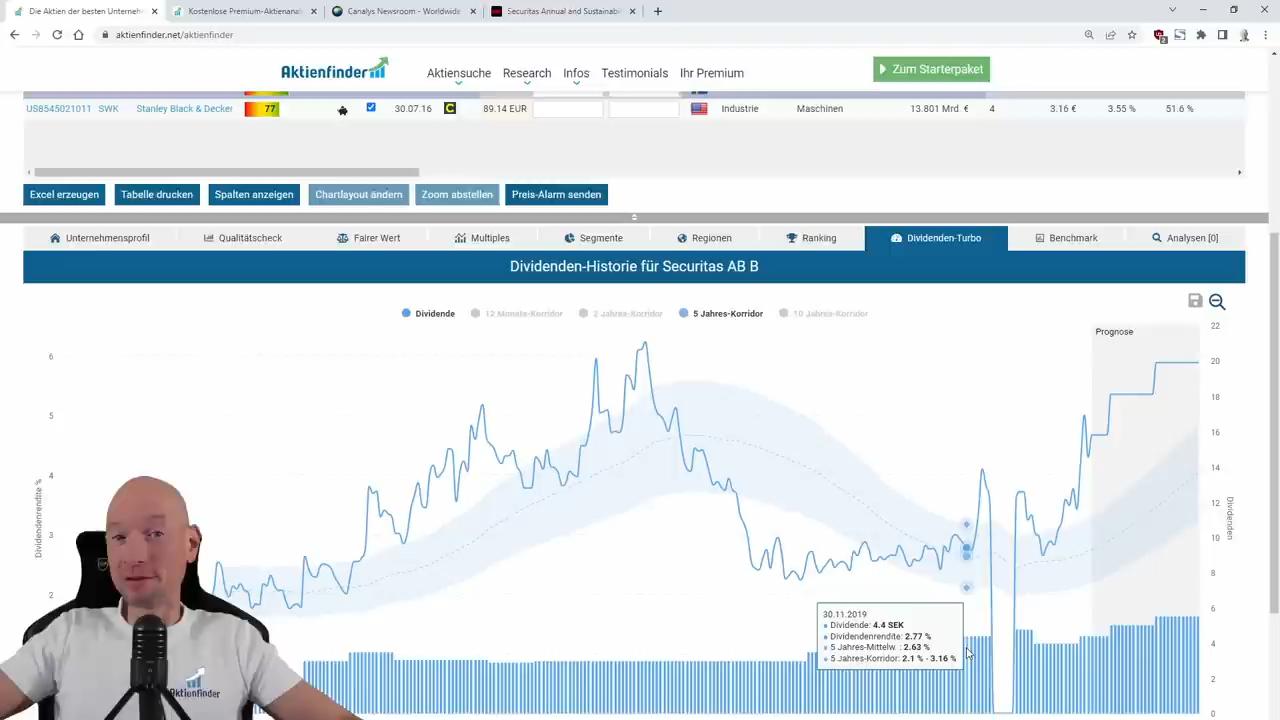 Die Aktien der besten Unterneh
Kostenlose Premium-Aktienanal
Canalys Newsroom - Worldwide
Securitas Annual and Sustainabi
aktienfinder.net/aktienfinder
Aktienfinder
Aktiensuche
Research
Infos
Testimonials
Ihr Premium
Zum Starterpaket
US8545021011
SWK
Stanley Black & Decker
77
30.07.16
C
89.14 EUR
Industrie
Maschinen
13.801 Mrd €
4
3.16 €
3.55 %
51.6 %
Excel erzeugen
Tabelle drucken
Spalten anzeigen
Chartlayout ändern
Zoom abstellen
Preis-Alarm senden
Unternehmensprofil
Qualitätscheck
Fairer Wert
Multiples
Segmente
Regionen
Ranking
Dividenden-Turbo
Benchmark
Analysen [0]
Dividenden-Historie für Securitas AB B
Dividende
12 Monats-Korridor
2 Jahres-Korridor
5 Jahres-Korridor
10 Jahres-Korridor
Prognose
6
5
4
3
2
Dividendenrendite %
22
20
18
16
14
12
10
8
6
4
2
0
Dividenden
30.11.2019
Dividende: 4.4 SEK
Dividendenrendite: 2.77 %
5 Jahres-Mittelw. : 2.63 %
5 Jahres-Korridor: 2.1 % - 3.16 %
Aktienfinder